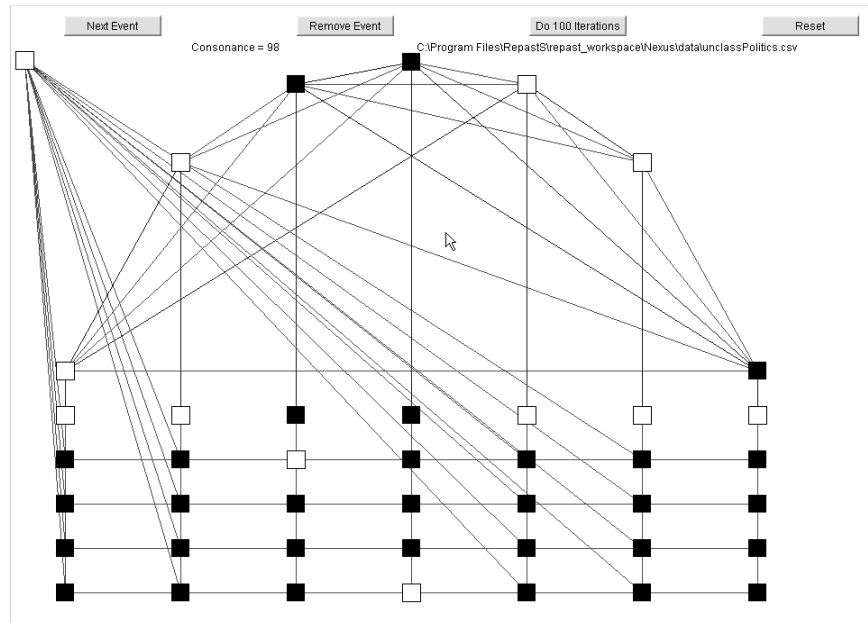 Next Event
Remove Event
Do 100 Iterations
Reset
Consonance = 98
C:\Program Files\RepastS\repast_workspace\Nexus\data\unclassPolitics.csv